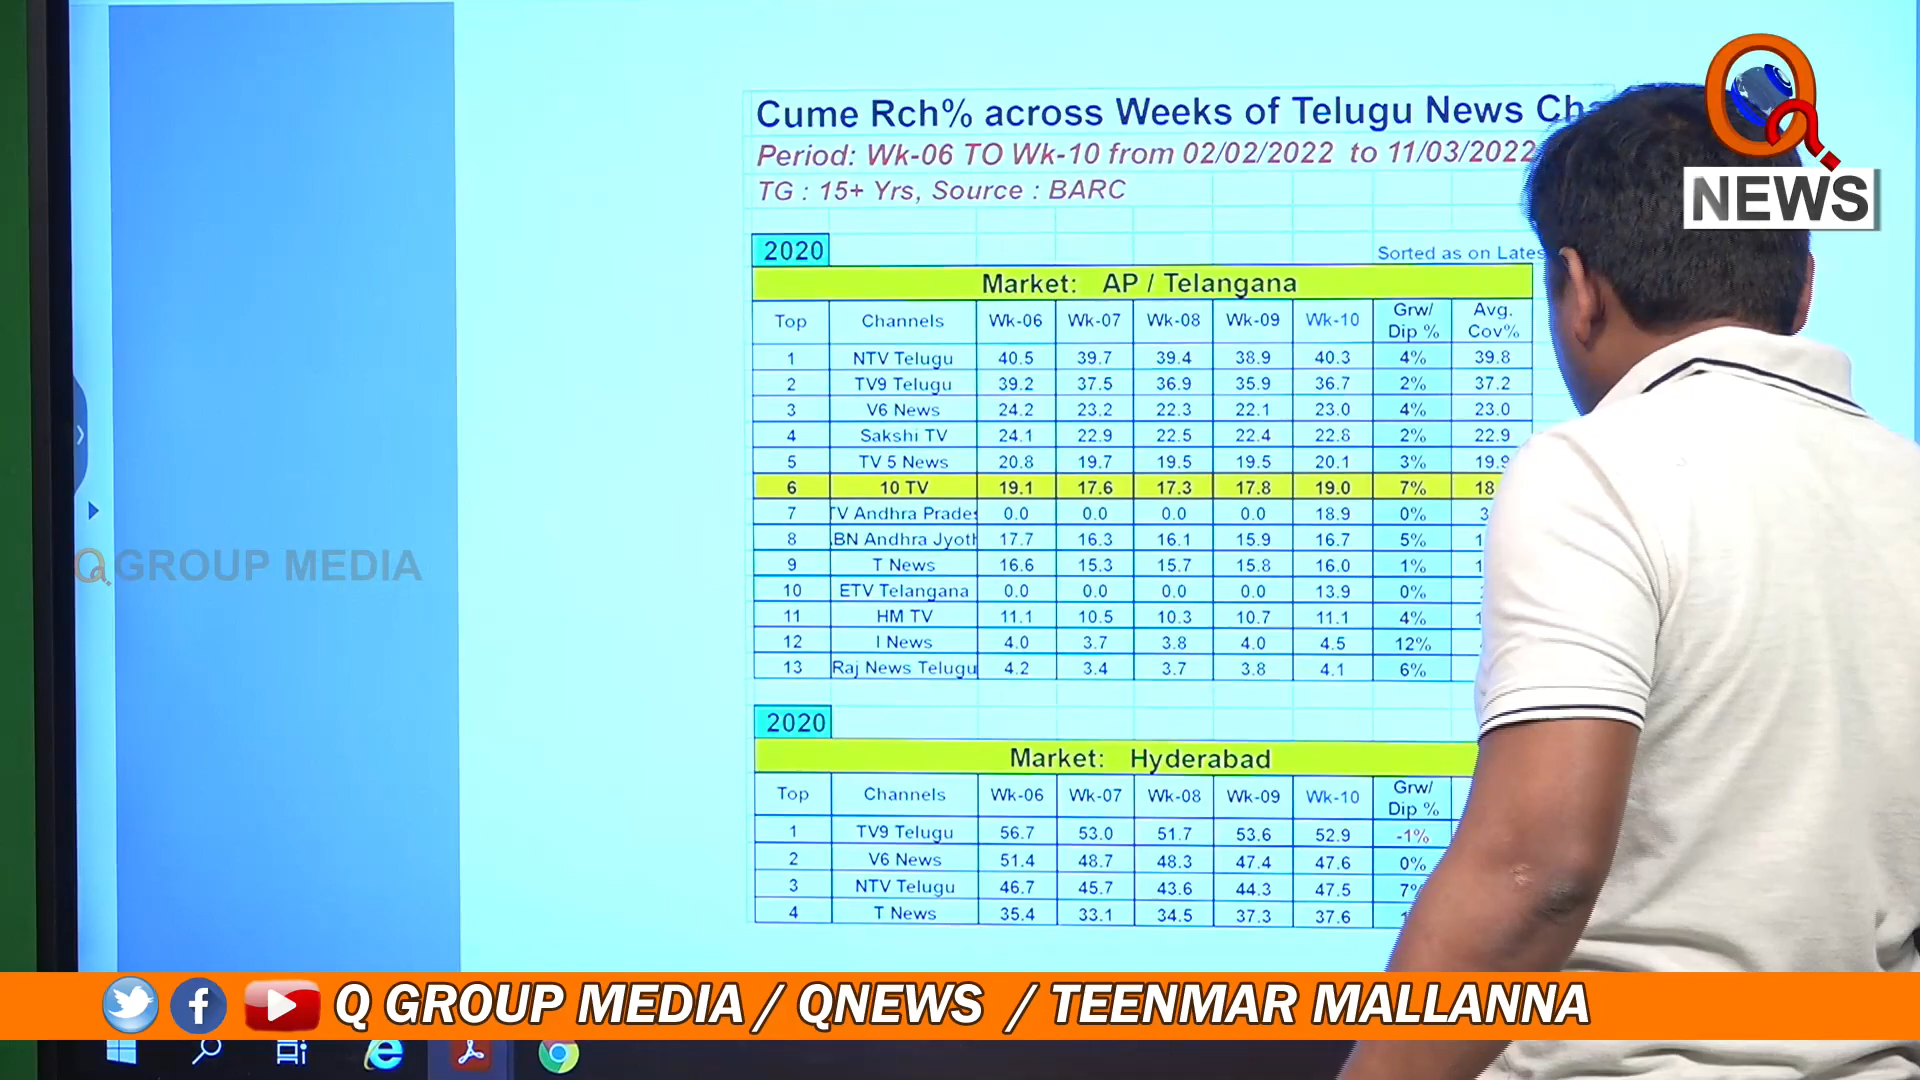 Cume Rch% across Weeks of Telugu News
Period: Wk-06 TO Wk-10 from 02/02/2022 to 11/03/2022
TG : 15+ Yrs, Source : BARC
NEWS
2020
Sorted as on
Market: AP / Telangana
Top Channels Wk-06 Wk-07 Wk-08 Wk-09 Wk-10 Grw/ Dip % Avg. Cov%
1 NTV Telugu 40.5 39.7 39.4 38.9 40.3 4% 39.8
2 TV9 Telugu 39.2 37.5 36.9 35.9 36.7 2% 37.2
3 V6 News 24.2 23.2 22.3 22.1 23.0 4% 23.0
4 Sakshi TV 24.1 22.9 22.5 22.4 22.8 2% 22.9
5 TV 5 News 20.8 19.7 19.5 19.5 20.1 3% 19.9
6 10 TV 19.1 17.6 17.3 17.8 19.0 7% 18
7 TV Andhra Prades 0.0 0.0 0.0 0.0 18.9 0%
8 BN Andhra Jyoth 17.7 16.3 16.1 15.9 16.7 5%
9 T News 16.6 15.3 15.7 15.8 16.0 1%
10 ETV Telangana 0.0 0.0 0.0 0.0 13.9 0%
11 HM TV 11.1 10.5 10.3 10.7 11.1 4%
12 I News 4.0 3.7 3.8 4.0 4.5 12%
13 Raj News Telugu 4.2 3.4 3.7 3.8 4.1 6%
Q GROUP MEDIA
2020
Market: Hyderabad
Top Channels Wk-06 Wk-07 Wk-08 Wk-09 Wk-10 Grw/ Dip %
1 TV9 Telugu 56.7 53.0 51.7 53.6 52.9 -1%
2 V6 News 51.4 48.7 48.3 47.4 47.6 0%
3 NTV Telugu 46.7 45.7 43.6 44.3 47.5 7%
4 T News 35.4 33.1 34.5 37.3 37.6
Q GROUP MEDIA / QNEWS / TEENMAR MALLANNA